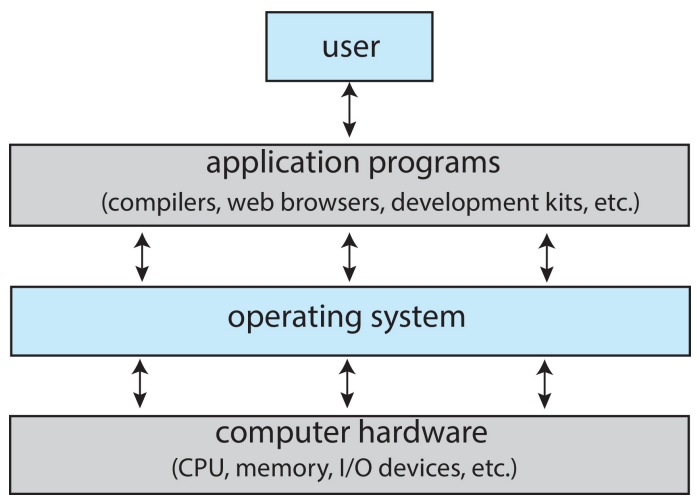 user
application programs
(compilers, web browsers, development kits, etc.)
operating system
computer hardware
(CPU, memory, I/O devices, etc.)